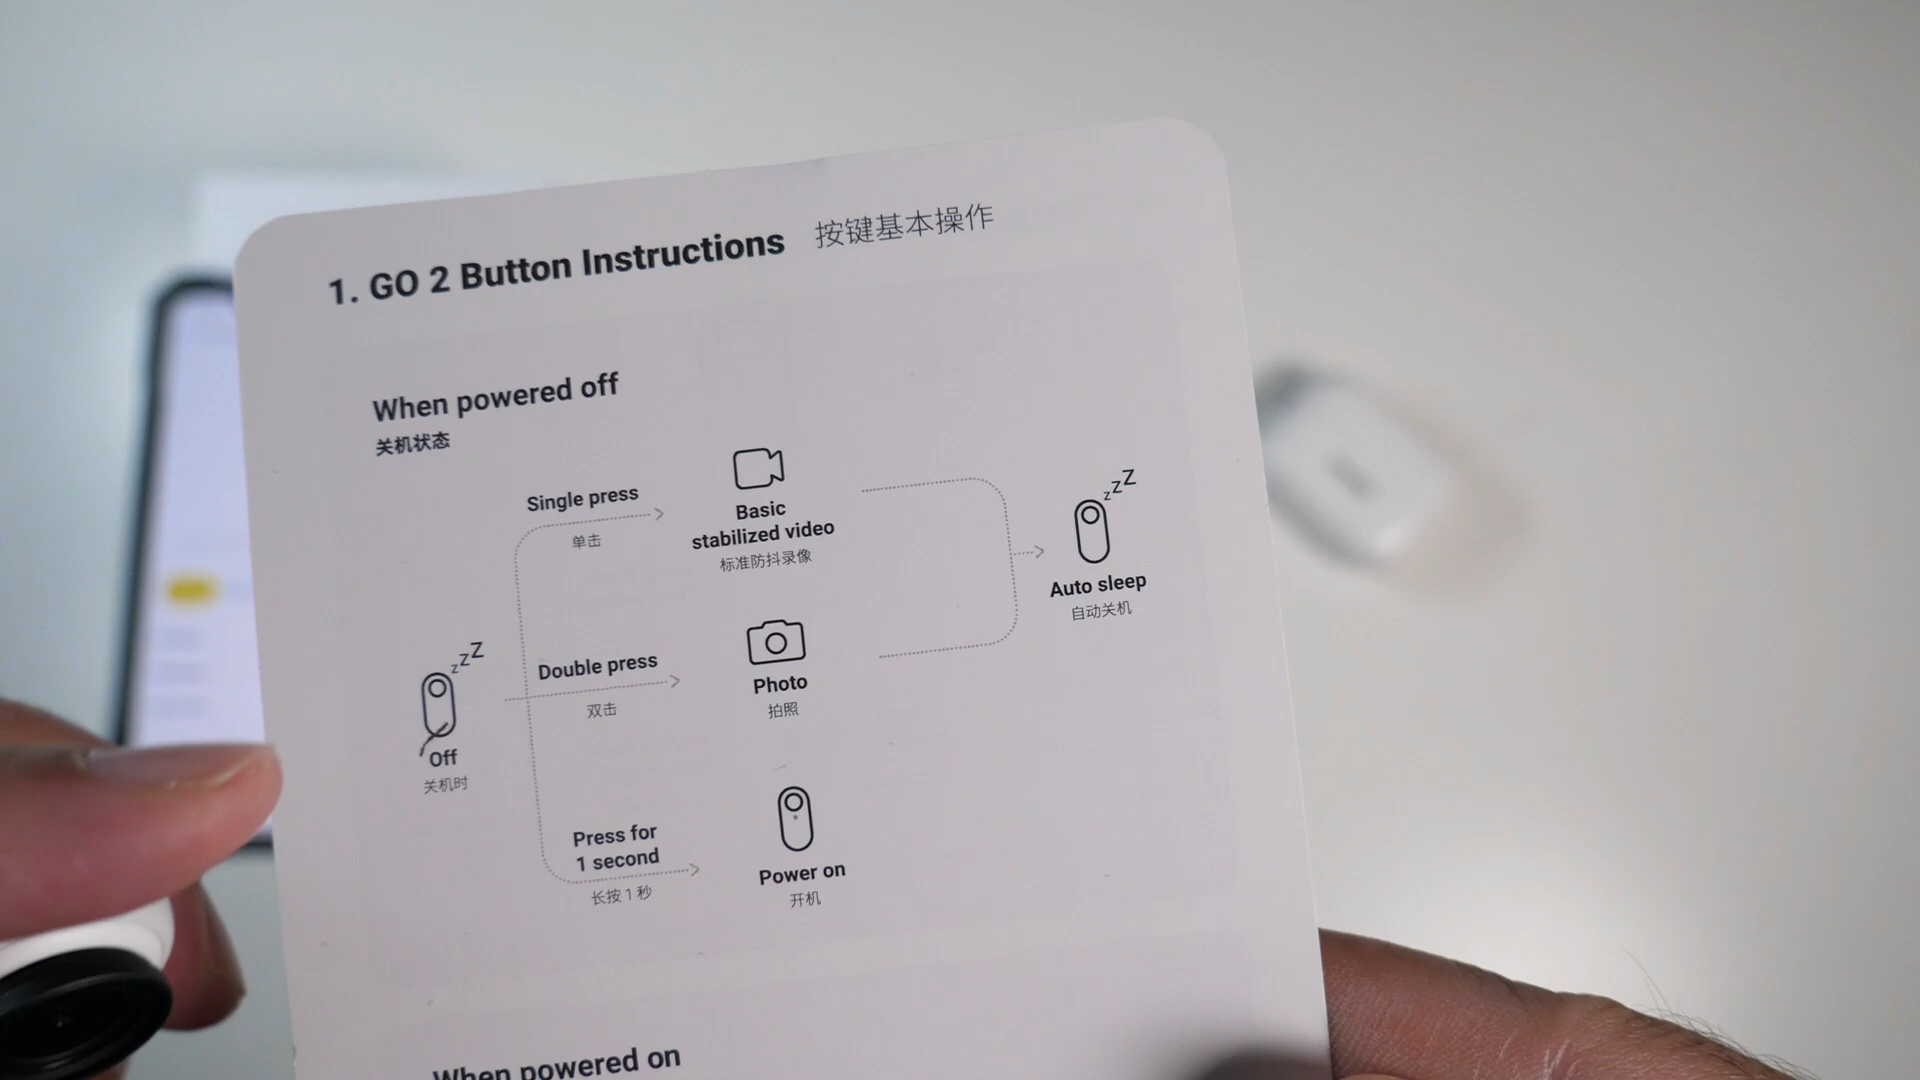 1. GO 2 Button Instructions 按键基本操作
When powered off
关机状态
Single press
单击
Basic
stabilized video
标准防抖录像
zzZ
Auto sleep
自动关机
Double press
双击
Photo
拍照
zzZ
Off
关机时
Press for
1 second
长按 1 秒
Power on
开机
When powered on